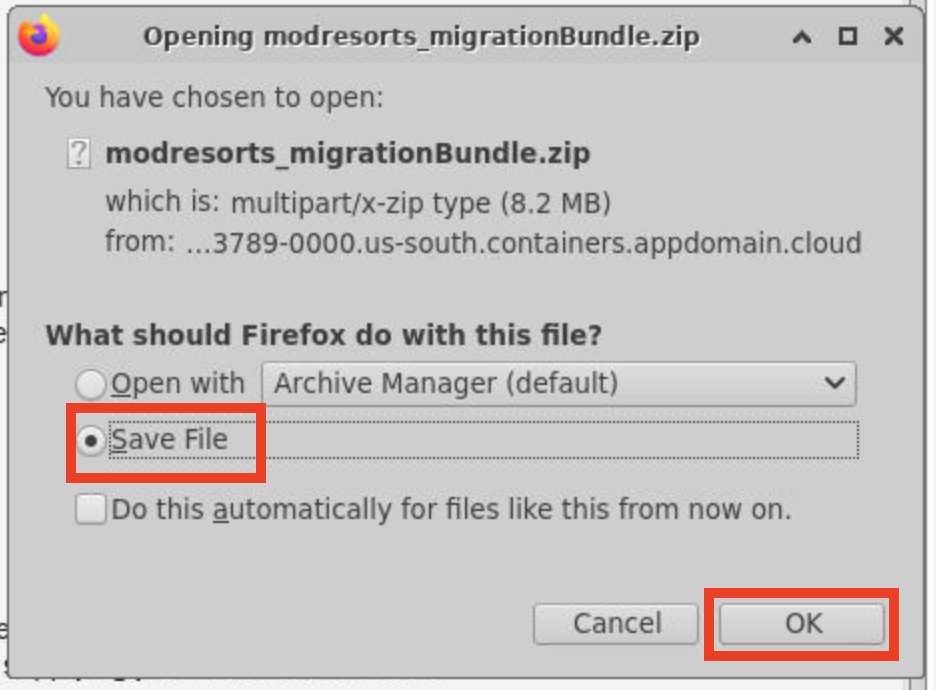 Opening modresorts_migrationBundle.zip
You have chosen to open:
modresorts_migrationBundle.zip
which is: multipart/x-zip type (8.2 MB)
from: ...3789-0000.us-south.containers.appdomain.cloud
What should Firefox do with this file?
Open with Archive Manager (default)
Save File
Do this automatically for files like this from now on.
Cancel OK